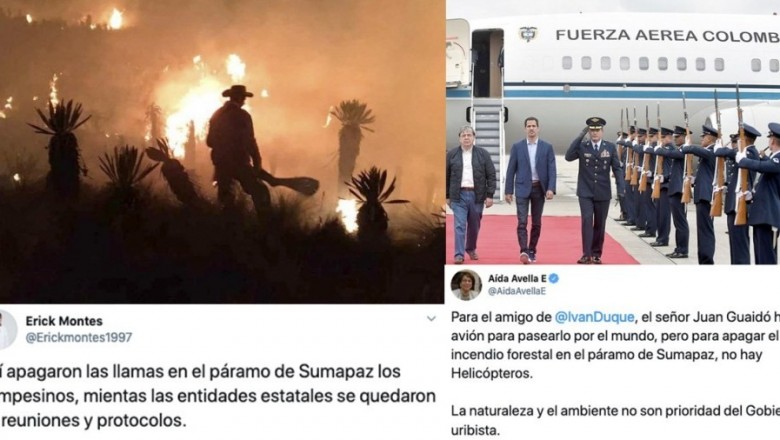 FUERZA AEREA COLOMB
Erick Montes
@Erickmontes1997
í apagaron las llamas en el páramo de Sumapaz los
mpesinos, mientas las entidades estatales se quedaron
reuniones y protocolos.
Aída Avella E
@AidaAvellaE
Para el amigo de @IvanDuque, el señor Juan Guaidó h
avión para pasearlo por el mundo, pero para apagar el
incendio forestal en el páramo de Sumapaz, no hay
Helicópteros.
La naturaleza y el ambiente no son prioridad del Gobie
uribista.